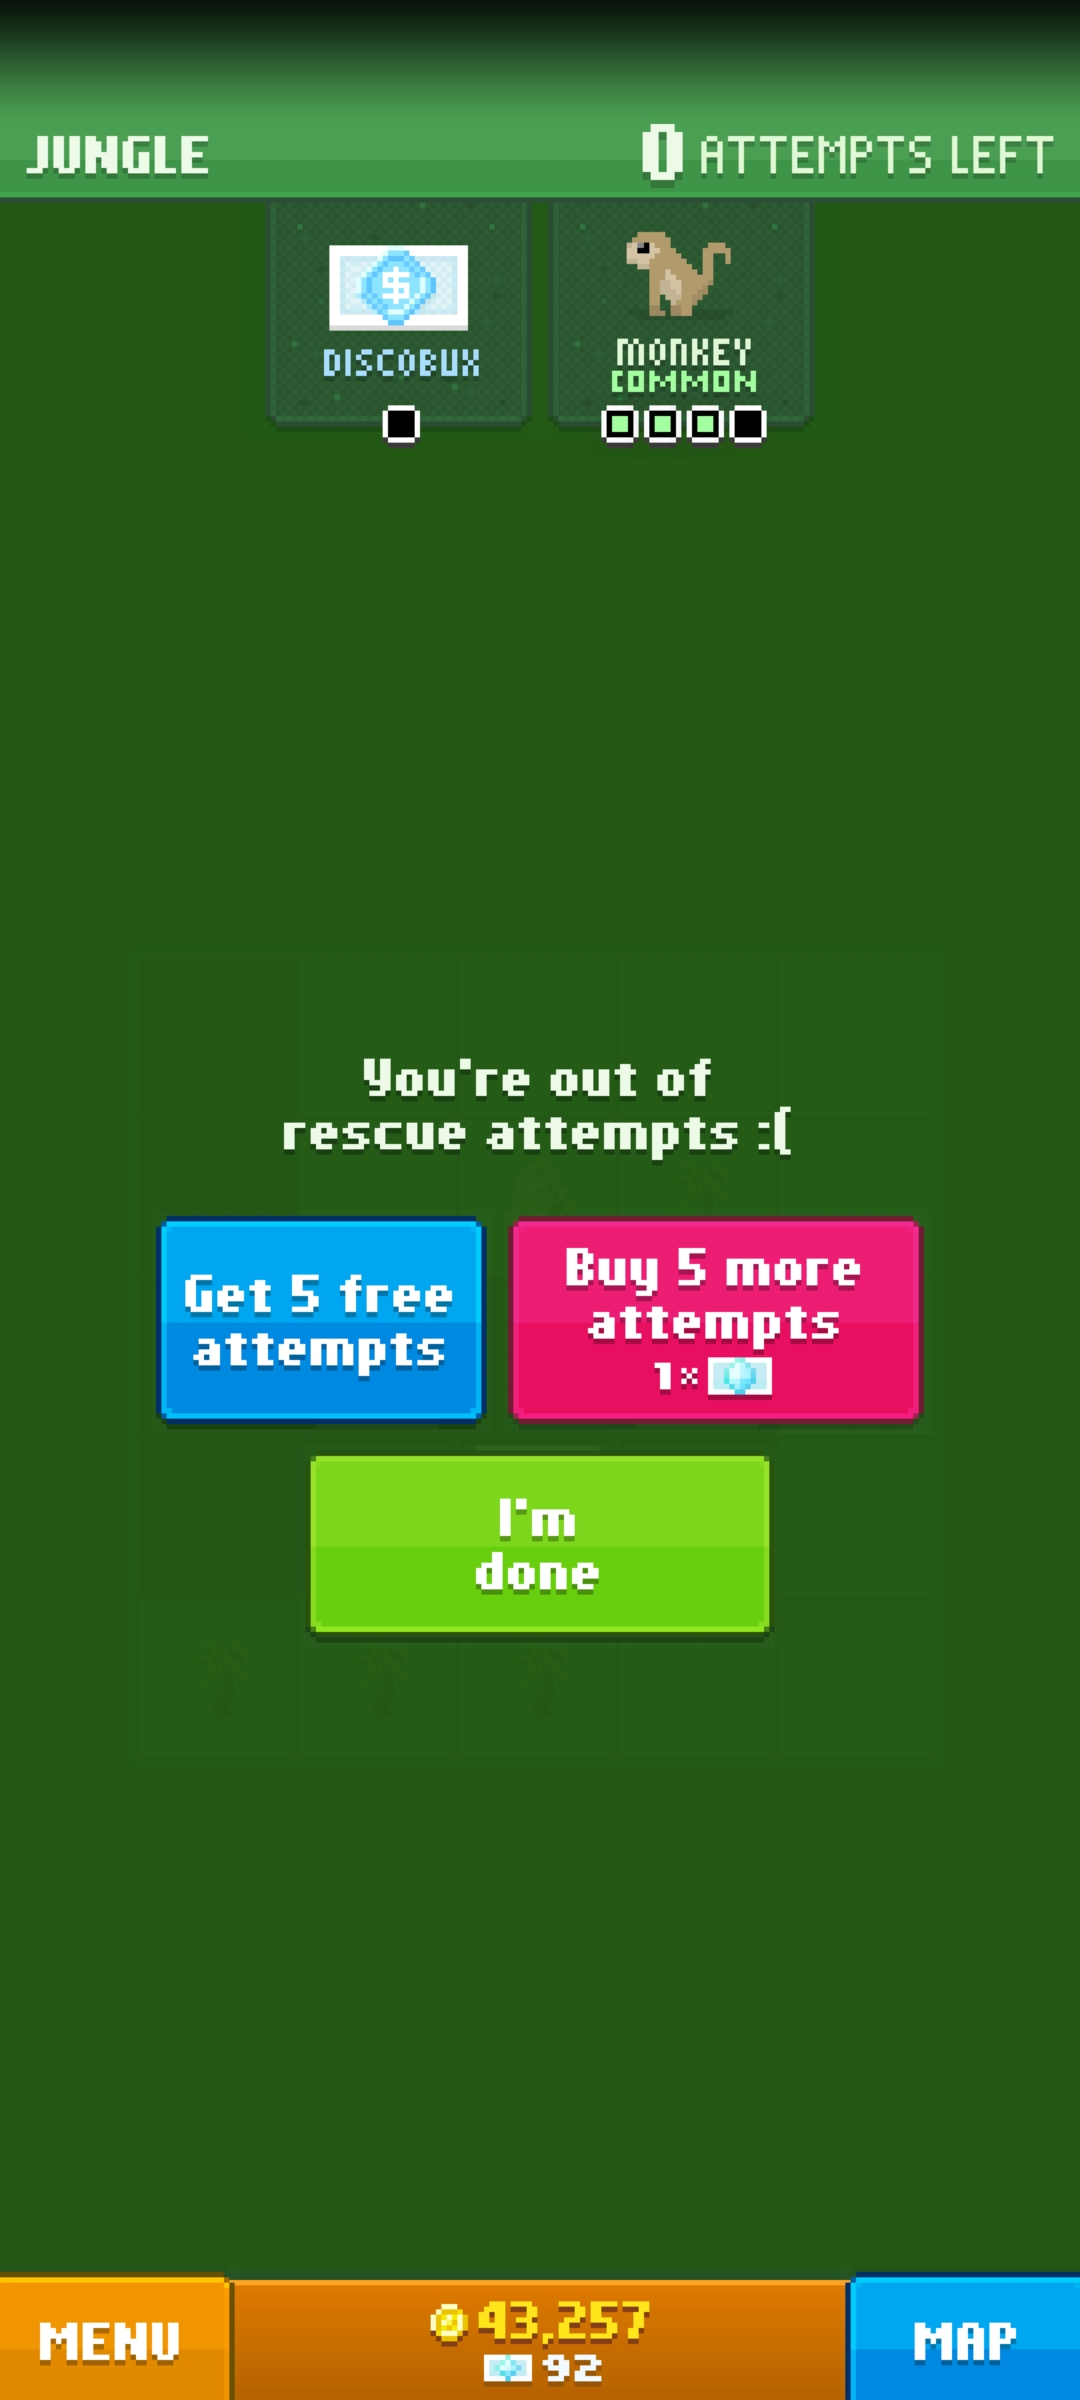 JUNGLE
0 ATTEMPTS LEFT
$
DISCOBUX
MONKEY
COMMON
You're out of
rescue attempts :(
Get 5 free
attempts
Buy 5 more
attempts
1×
I'm
done
MENU
43,257
92
MAP